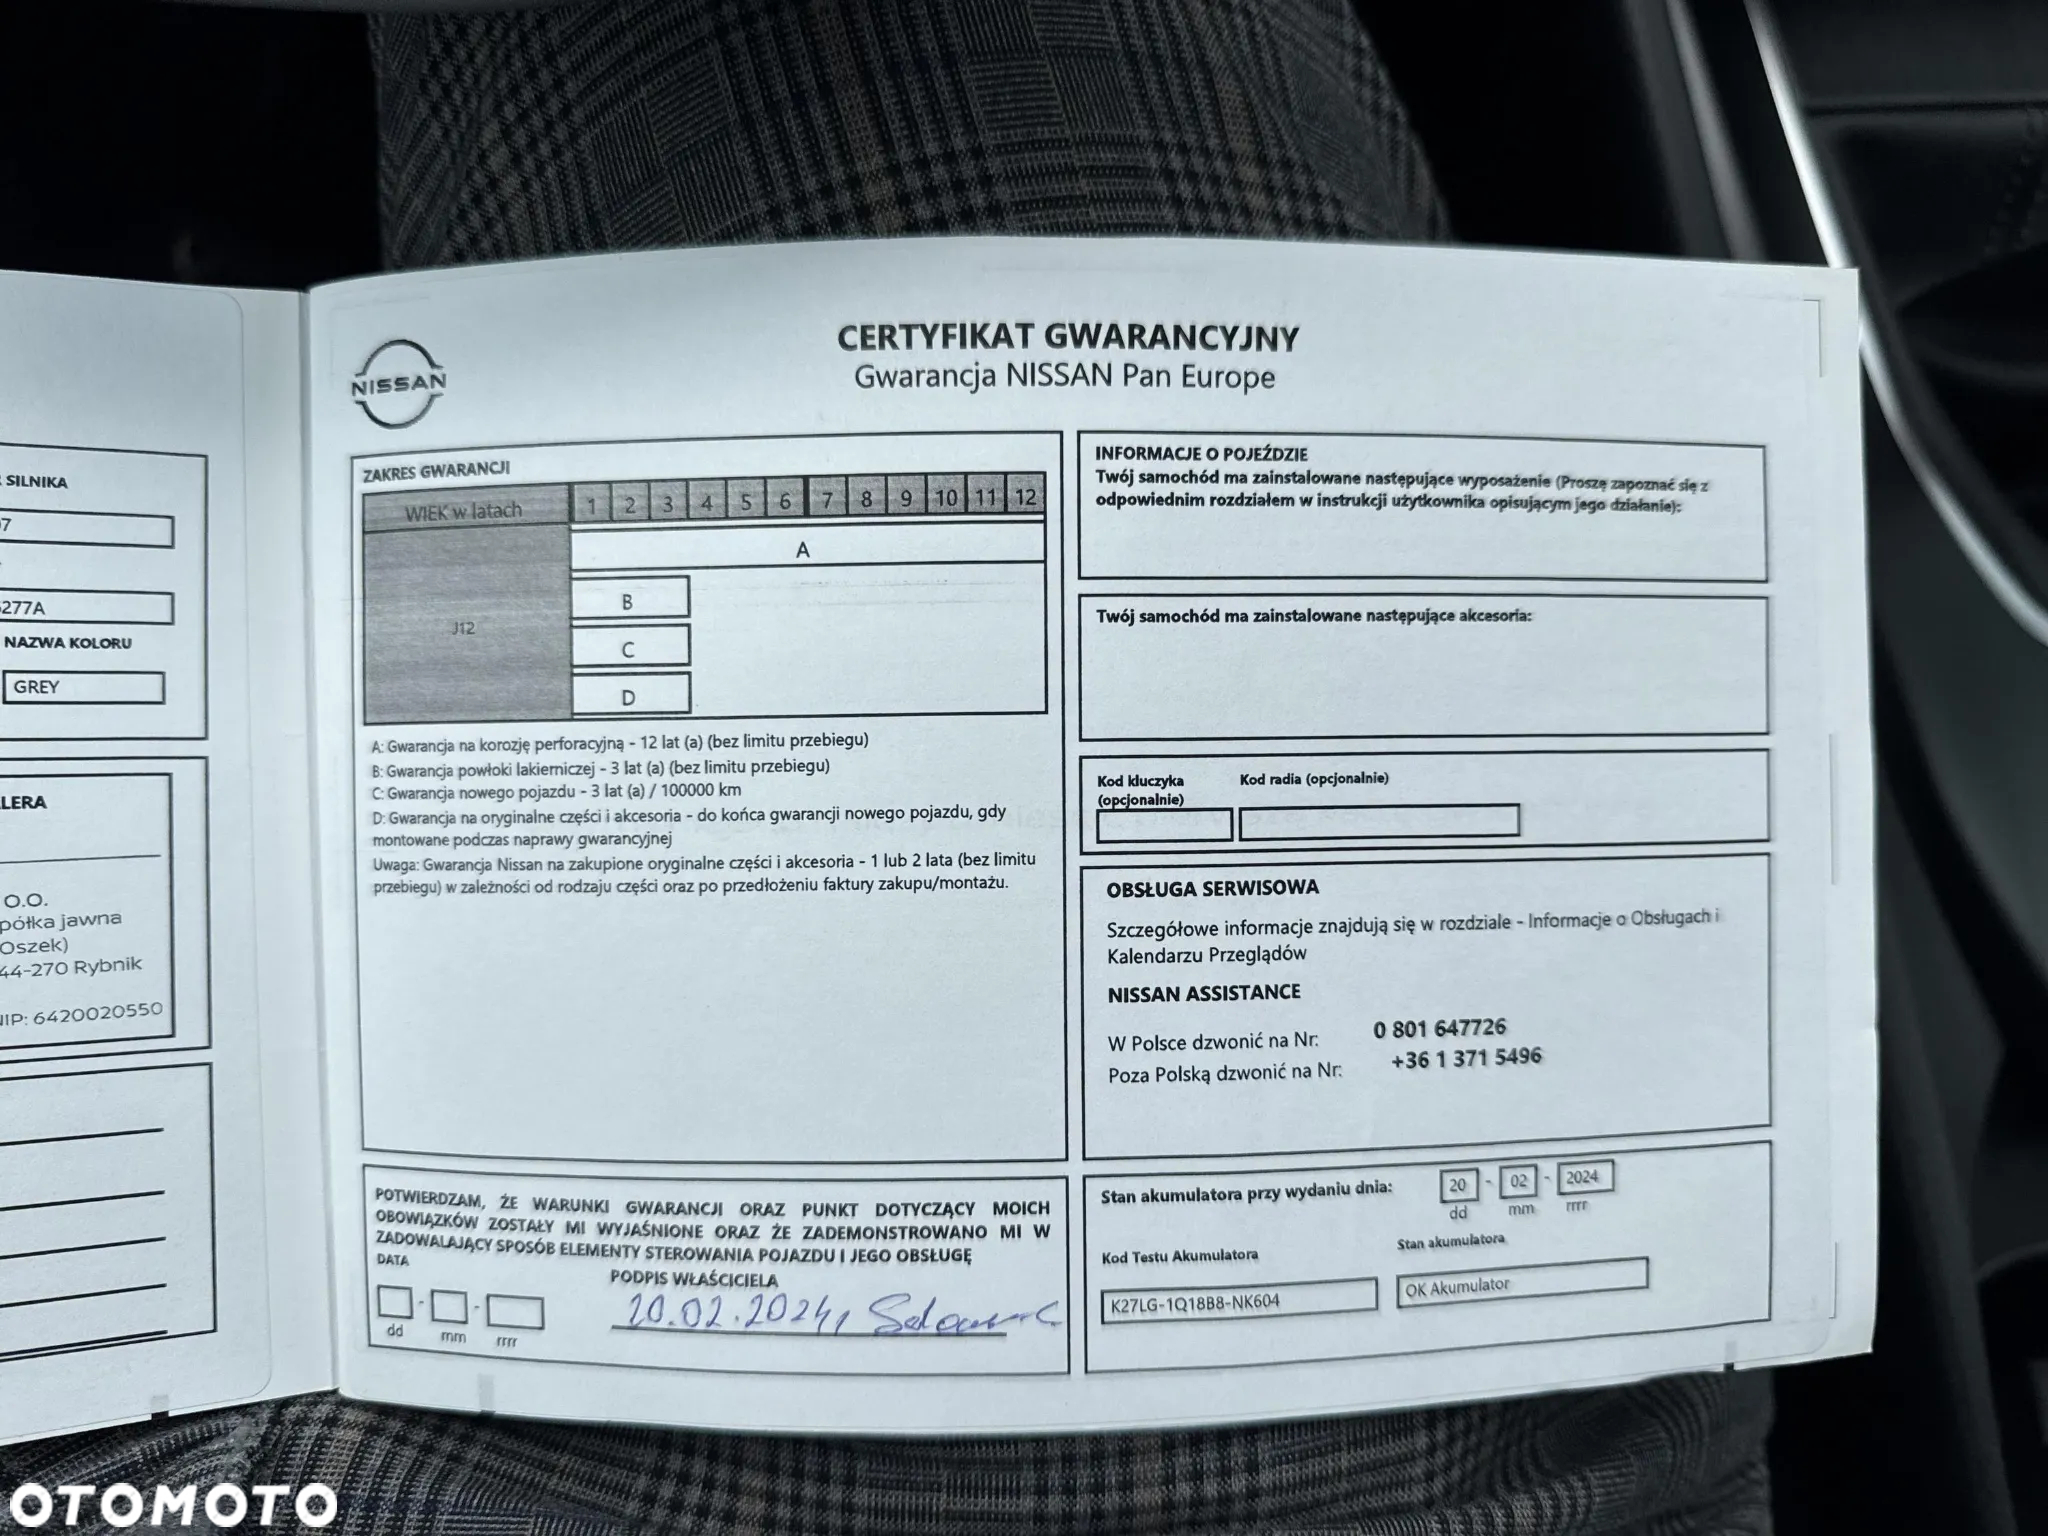 SILNIKA
07
277A
NAZWA KOLORU
GREY
LERA
O.O.
półka jawna
Oszek)
44-270 Rybnik
NIP: 6420020550
NISSAN
CERTYFIKAT GWARANCYJNY
Gwarancja NISSAN Pan Europe
ZAKRES GWARANCJI
WIEK w latach 1 2 3 4 5 6 7 8 9 10 11 12
A
B
J12
C
D
A: Gwarancja na korozję perforacyjną - 12 lat (a) (bez limitu przebiegu)
B: Gwarancja powłoki lakierniczej - 3 lat (a) (bez limitu przebiegu)
C: Gwarancja nowego pojazdu - 3 lat (a) / 100000 km
D: Gwarancja na oryginalne części i akcesoria - do końca gwarancji nowego pojazdu, gdy
montowane podczas naprawy gwarancyjnej
Uwaga: Gwarancja Nissan na zakupione oryginalne części i akcesoria - 1 lub 2 lata (bez limitu
przebiegu) w zależności od rodzaju części oraz po przedłożeniu faktury zakupu/montażu.
POTWIERDZAM, ŻE WARUNKI GWARANCJI ORAZ PUNKT DOTYCZĄCY MOICH
OBOWIĄZKÓW ZOSTAŁY MI WYJAŚNIONE ORAZ ŻE ZADEMONSTROWANO MI W
ZADOWALAJĄCY SPOSÓB ELEMENTY STEROWANIA POJAZDU I JEGO OBSŁUGĘ
DATA
PODPIS WŁAŚCICIELA
20.02.2024,
dd mm rrrr
INFORMACJE O POJEŹDZIE
Twój samochód ma zainstalowane następujące wyposażenie (Proszę zapoznać się z
odpowiednim rozdziałem w instrukcji użytkownika opisującym jego działanie):
Twój samochód ma zainstalowane następujące akcesoria:
Kod kluczyka
(opcjonalnie)
Kod radia (opcjonalnie)
OBSŁUGA SERWISOWA
Szczegółowe informacje znajdują się w rozdziale - Informacje o Obsługach i
Kalendarzu Przeglądów
NISSAN ASSISTANCE
W Polsce dzwonić na Nr: 0 801 647726
Poza Polską dzwonić na Nr: +36 1 371 5496
Stan akumulatora przy wydaniu dnia: 20 - 02 - 2024
dd mm rrrr
Kod Testu Akumulatora
Stan akumulatora
K27LG-1Q18B8-NK604
OK Akumulator
OTOMOTO